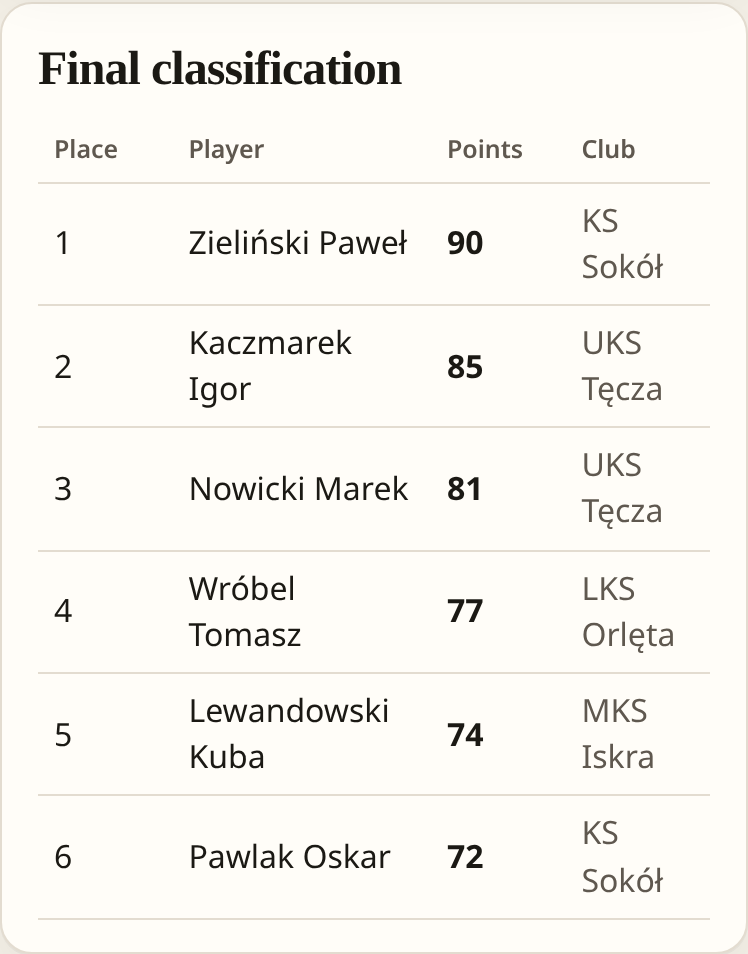 Final classification
Place Player Points Club
1 Zieliński Paweł 90 KS
Sokół
2 Kaczmarek
Igor 85 UKS
Tęcza
3 Nowicki Marek 81 UKS
Tęcza
4 Wróbel
Tomasz 77 LKS
Orlęta
5 Lewandowski
Kuba 74 MKS
Iskra
6 Pawlak Oskar 72 KS
Sokół